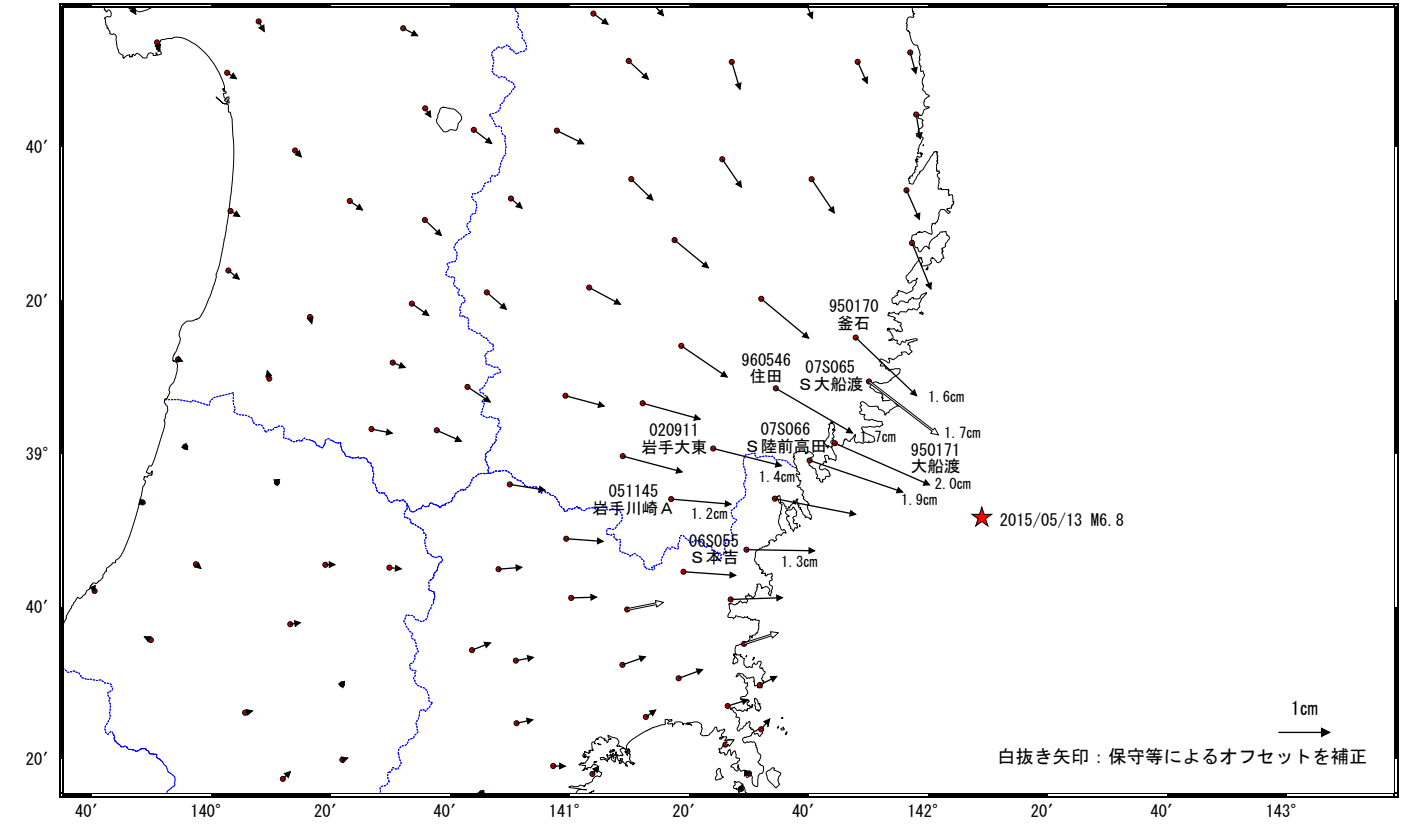 40′
20′
950170
釜石
960546
住田
07S065
S大船渡
1.6cm
1.7cm
7cm
020911
岩手大東
07S066
S陸前高田
950171
大船渡
39°
1.4cm
2.0cm
1.9cm
051145
岩手川崎A
1.2cm
2015/05/13 M6.8
06S055
S本吉
1.3cm
40′
1cm
白抜き矢印：保守等によるオフセットを補正
20′
40′ 140° 20′ 40′ 141° 20′ 40′ 142° 20′ 40′ 143°